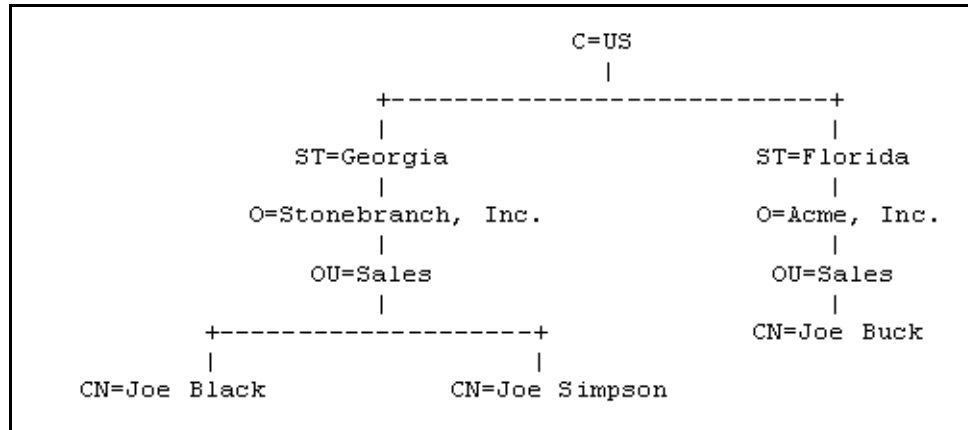 C=US
ST=Georgia ST=Florida
O=Stonebranch, Inc. O=Acme, Inc.
OU=Sales OU=Sales
CN=Joe Buck
CN=Joe Black CN=Joe Simpson